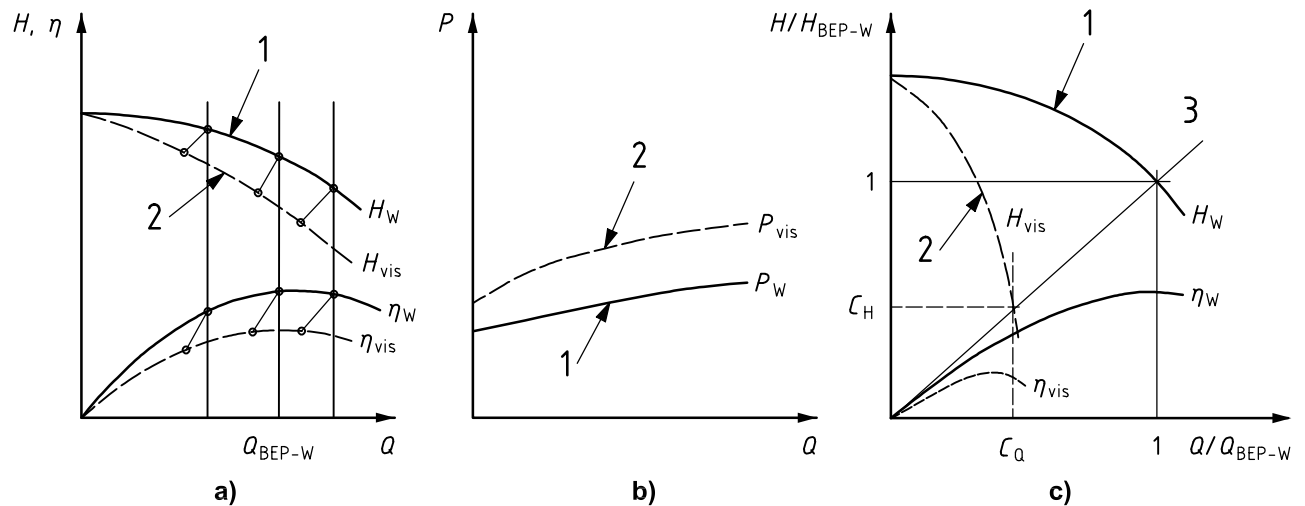 H, η
1
2
H_W
H_vis
η_W
η_vis
Q_BEP–W
Q
a)
P
2
P_vis
P_W
1
Q
b)
H/H_BEP–W
1
3
1
2
H_vis
H_W
C_H
η_W
η_vis
C_Q
1
Q/Q_BEP–W
c)